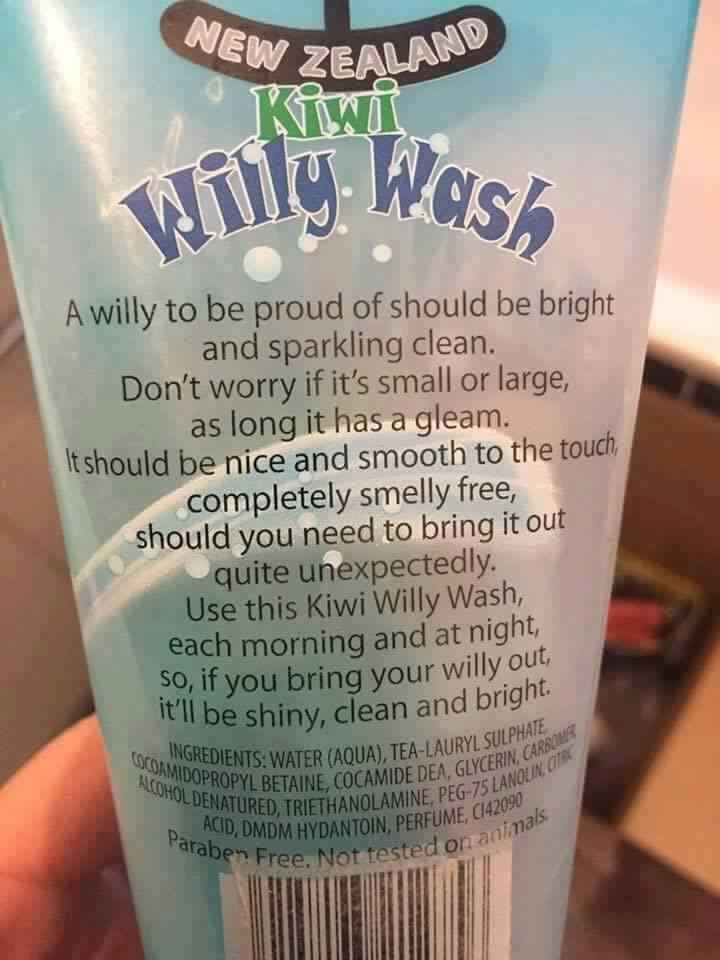 NEW ZEALAND
Kiwi
Willy Wash
A willy to be proud of should be bright
and sparkling clean.
Don't worry if it's small or large,
as long it has a gleam.
It should be nice and smooth to the touch,
completely smelly free,
should you need to bring it out
quite unexpectedly.
Use this Kiwi Willy Wash,
each morning and at night,
so, if you bring your willy out,
it'll be shiny, clean and bright.
INGREDIENTS: WATER (AQUA), TEA-LAURYL SULPHATE,
COCOAMIDOPROPYL BETAINE, COCAMIDE DEA, GLYCERIN, CARBOMER,
ALCOHOL DENATURED, TRIETHANOLAMINE, PEG-75 LANOLIN, CITRIC
ACID, DMDM HYDANTOIN, PERFUME, CI42090
Paraben Free. Not tested on animals.